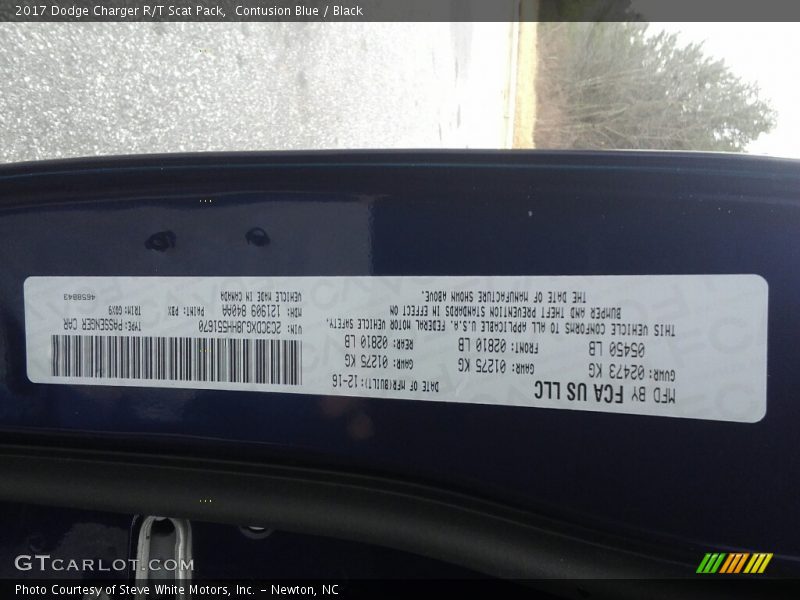 2017 Dodge Charger R/T Scat Pack, Contusion Blue / Black
MFD BY FCA US LLC
DATE OF MFR(BUILT): 12-16
GVWR: 02473 KG
GAWR: 01275 KG
GAWR: 01275 KG
05450 LB
FRONT: 02810 LB
REAR: 02810 LB
THIS VEHICLE CONFORMS TO ALL APPLICABLE U.S.A. FEDERAL MOTOR VEHICLE SAFETY,
BUMPER AND THEFT PREVENTION STANDARDS IN EFFECT ON
THE DATE OF MANUFACTURE SHOWN ABOVE.
VIN: 2C3CDXGJ8HH551670
TYPE: PASSENGER CAR
MDH: 121909 840AA
PAINT: PBX
TRIM: GDX9
VEHICLE MADE IN CANADA
4658043
GTCARLOT.COM
Photo Courtesy of Steve White Motors, Inc. – Newton, NC